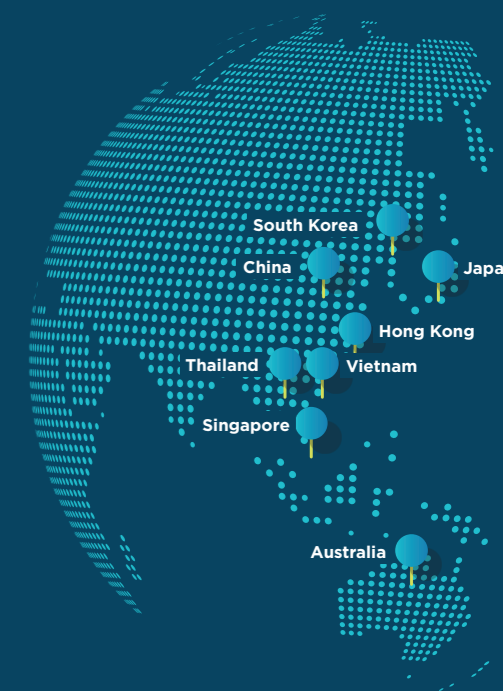 South Korea
China
Japa
Hong Kong
Thailand
Vietnam
Singapore
Australia